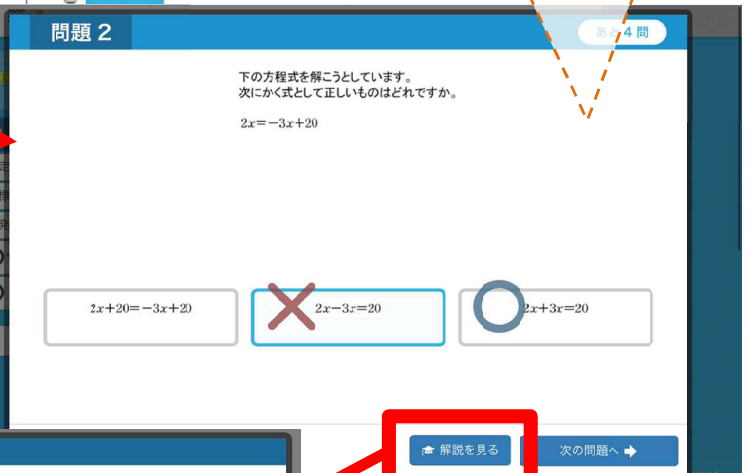 問題 2
あと4問
下の方程式を解こうとしています。
次にかく式として正しいものはどれですか。
2x=−3x+20
2x+20=−3x+20
2x−3x=20
2x+3x=20
解説を見る
次の問題へ